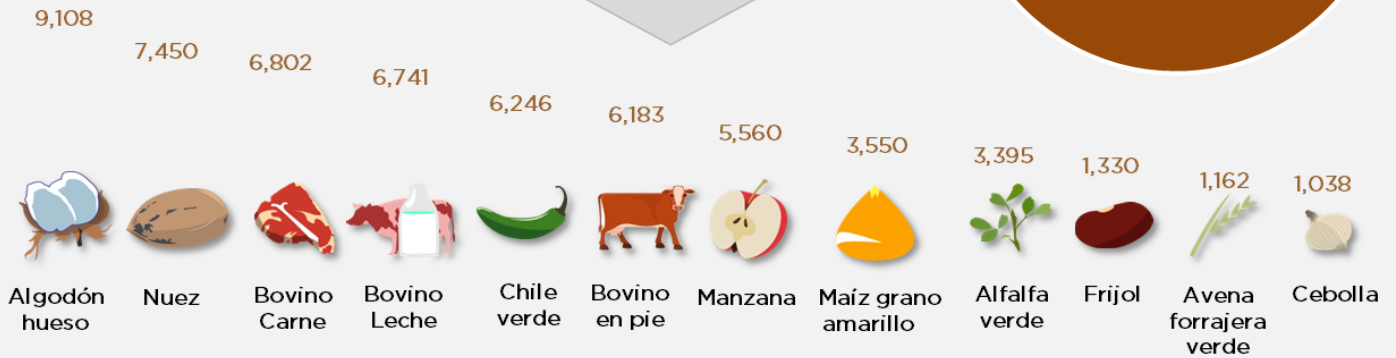 9,108
7,450
6,802
6,741
6,246
6,183
5,560
3,550
3,395
1,330
1,162
1,038
Algodón
hueso
Nuez
Bovino
Carne
Bovino
Leche
Chile
verde
Bovino
en pie
Manzana
Maíz grano
amarillo
Alfalfa
verde
Frijol
Avena
forrajera
verde
Cebolla